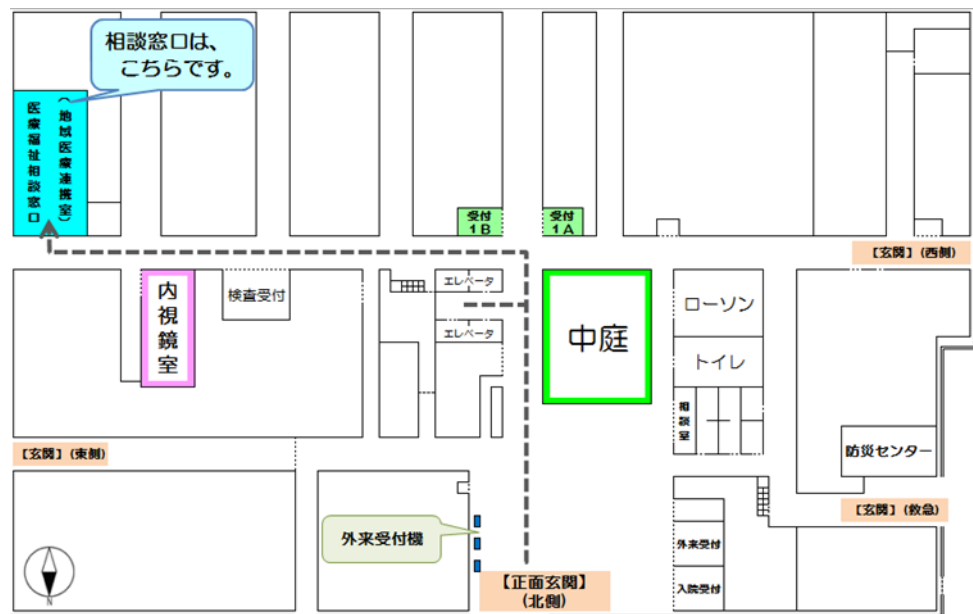 相談窓口は、
こちらです。
医療福祉相談窓口
(地域医療連携室)
受付
1B
受付
1A
【玄関】(西側)
内視鏡室
検査受付
エレベータ
エレベータ
中庭
ローソン
トイレ
相談室
防災センター
【玄関】(東側)
【玄関】(救急)
外来受付機
外来受付
入院受付
【正面玄関】
(北側)
N